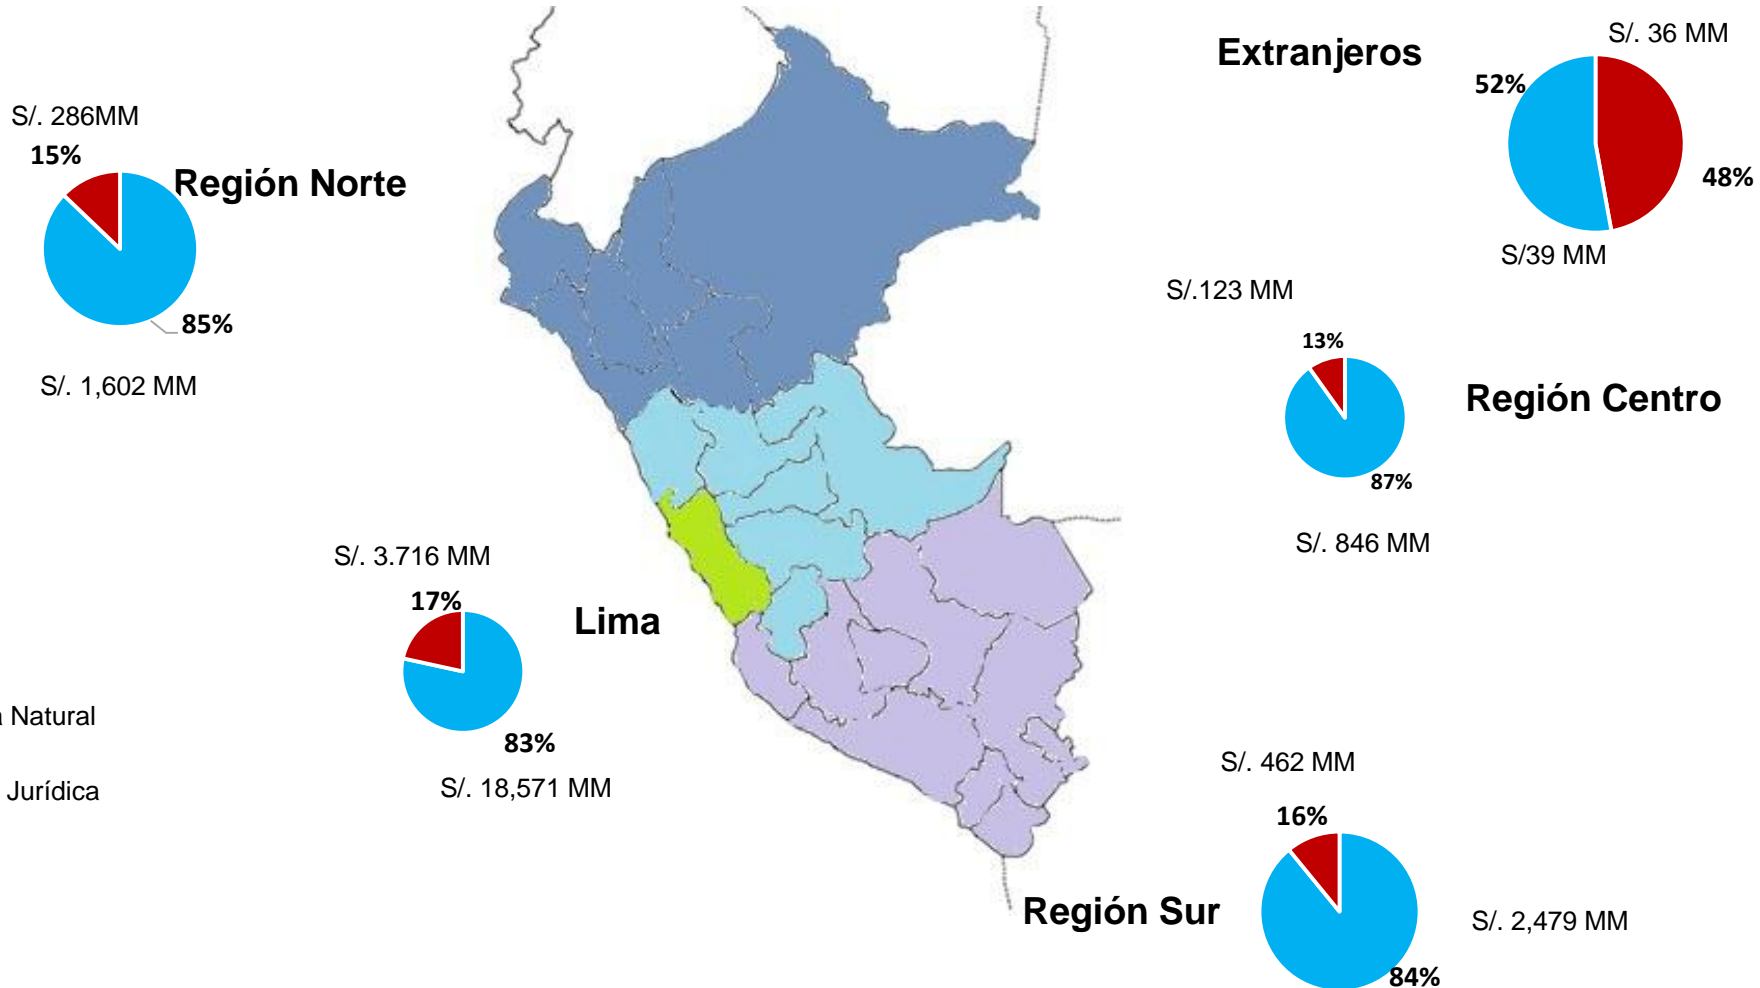 Extranjeros
S/. 36 MM
52%
48%
S/39 MM
S/. 286MM
15%
Región Norte
85%
S/. 1,602 MM
S/.123 MM
13%
Región Centro
87%
S/. 846 MM
S/. 3.716 MM
17%
Lima
83%
S/. 18,571 MM
Natural
Jurídica
S/. 462 MM
16%
Región Sur
S/. 2,479 MM
84%